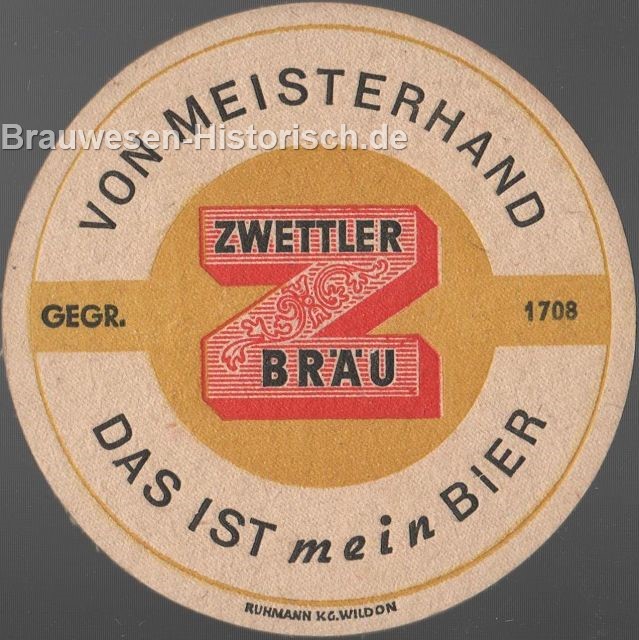 VON MEISTERHAND
Brauwesen-Historisch.de
ZWETTLER
BRÄU
GEGR.
1708
DAS IST mein BIER
RUHMANN KG. WILDON